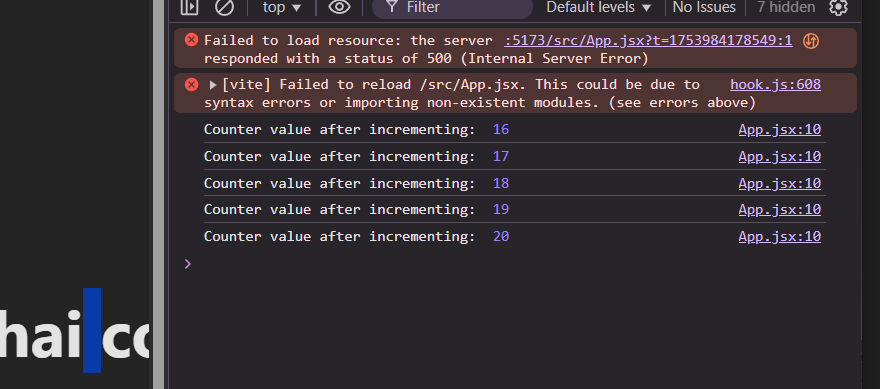 top
Filter
Default levels
No Issues
7 hidden
Failed to load resource: the server :5173/src/App.jsx?t=1753984178549:1
responded with a status of 500 (Internal Server Error)
[vite] Failed to reload /src/App.jsx. This could be due to hook.js:608
syntax errors or importing non-existent modules. (see errors above)
Counter value after incrementing: 16 App.jsx:10
Counter value after incrementing: 17 App.jsx:10
Counter value after incrementing: 18 App.jsx:10
Counter value after incrementing: 19 App.jsx:10
Counter value after incrementing: 20 App.jsx:10
hai co